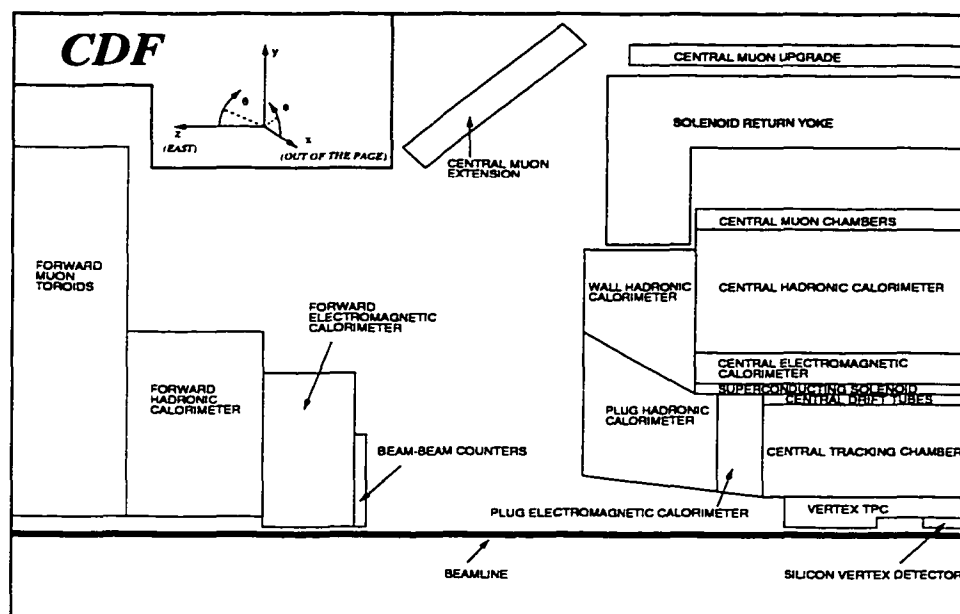 CDF
y
θ
z
(EAST)
x
(OUT OF THE PAGE)
CENTRAL MUON UPGRADE
SOLENOID RETURN YOKE
CENTRAL MUON
EXTENSION
CENTRAL MUON CHAMBERS
FORWARD
MUON
TOROIDS
WALL HADRONIC
CALORIMETER
CENTRAL HADRONIC CALORIMETER
FORWARD
ELECTROMAGNETIC
CALORIMETER
CENTRAL ELECTROMAGNETIC
CALORIMETER
SUPERCONDUCTING SOLENOID
CENTRAL DRIFT TUBES
FORWARD
HADRONIC
CALORIMETER
PLUG HADRONIC
CALORIMETER
BEAM-BEAM COUNTERS
CENTRAL TRACKING CHAMBER
PLUG ELECTROMAGNETIC CALORIMETER
VERTEX TPC
BEAMLINE
SILICON VERTEX DETECTOR